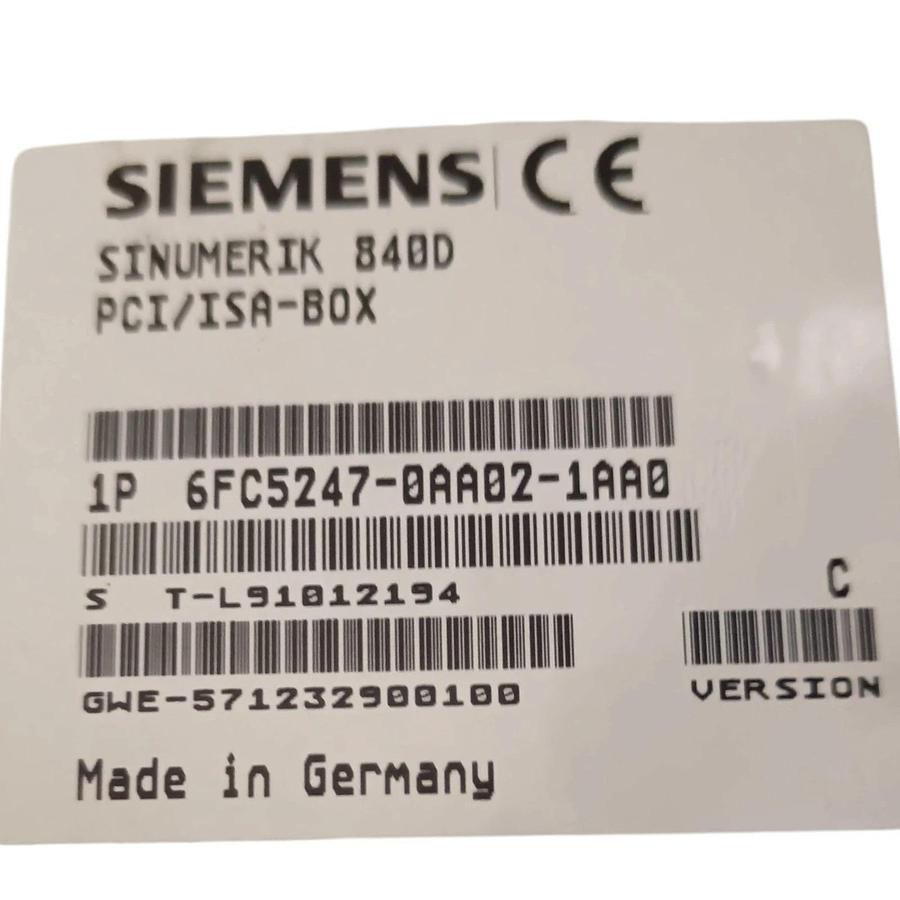 SIEMENS CE
SINUMERIK 840D
PCI/ISA-BOX
1P 6FC5247-0AA02-1AA0
S T-L91012194
C
GWE-571232900100
VERSION
Made in Germany